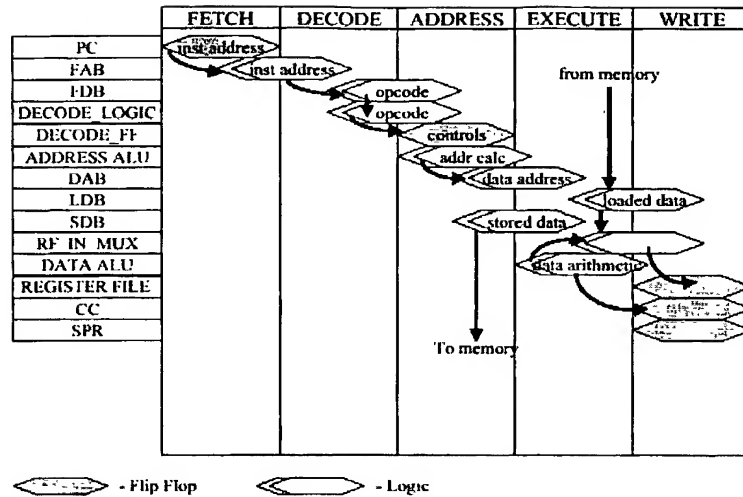 FETCH DECODE ADDRESS EXECUTE WRITE
PC inst address
FAB inst address from memory
FDB opcode
DECODE_LOGIC opcode
DECODE_FF controls
ADDRESS ALU addr calc
DAB data address
LDB loaded data
SDB stored data
RF_IN_MUX
DATA ALU data arithmetic
REGISTER FILE
CC
SPR
To memory
- Flip Flop - Logic